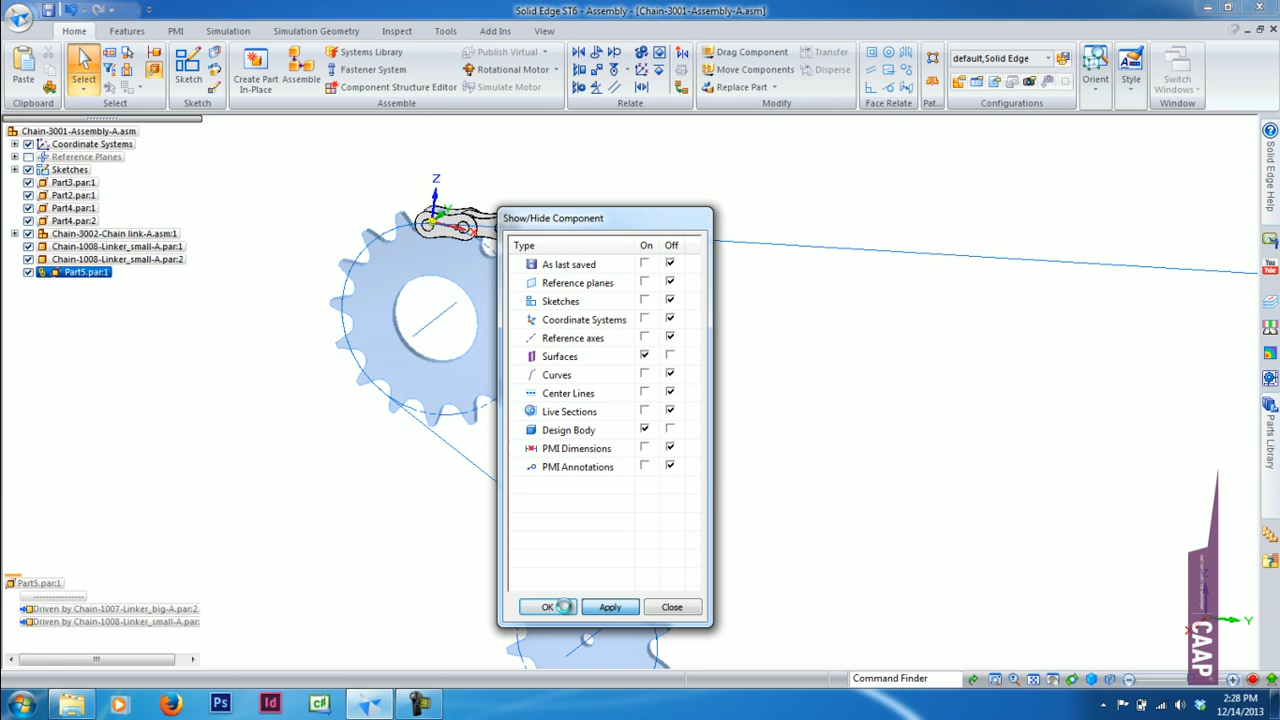 Solid Edge ST6 - Assembly - [Chain-3001-Assembly-A.asm]
Home Features PMI Simulation Simulation Geometry Inspect Tools Add Ins View
Paste
Clipboard
Select
Select
Sketch
Sketch
Create Part In-Place
Assembly
Systems Library
Fastener System
Component Structure Editor
Publish Virtual
Rotational Motor
Simulate Motor
Assemble
Relate
Drag Component
Move Components
Replace Part
Transfer
Disperse
Modify
Face Relate
Pat...
default,Solid Edge
Configurations
Orient
Style
Switch Windows
Window
Chain-3001-Assembly-A.asm
Coordinate Systems
Reference Planes
Sketches
Part3.par:1
Part2.par:1
Part4.par:1
Part4.par:2
Chain-3002-Chain link-A.asm:1
Chain-1008-Linker_small-A.par:1
Chain-1008-Linker_small-A.par:2
Part5.par:1
Z
Show/Hide Component
Type On Off
As last saved
Reference planes
Sketches
Coordinate Systems
Reference axes
Surfaces
Curves
Center Lines
Live Sections
Design Body
PMI Dimensions
PMI Annotations
OK Apply Close
Part5.par:1
Driven by Chain-1007-Linker_big-A.par:2
Driven by Chain-1008-Linker_small-A.par:
Solid Edge Help
You Tube
Parts Library
Y
CAAP
Command Finder
Ps
Id
c#
2:28 PM
12/14/2013